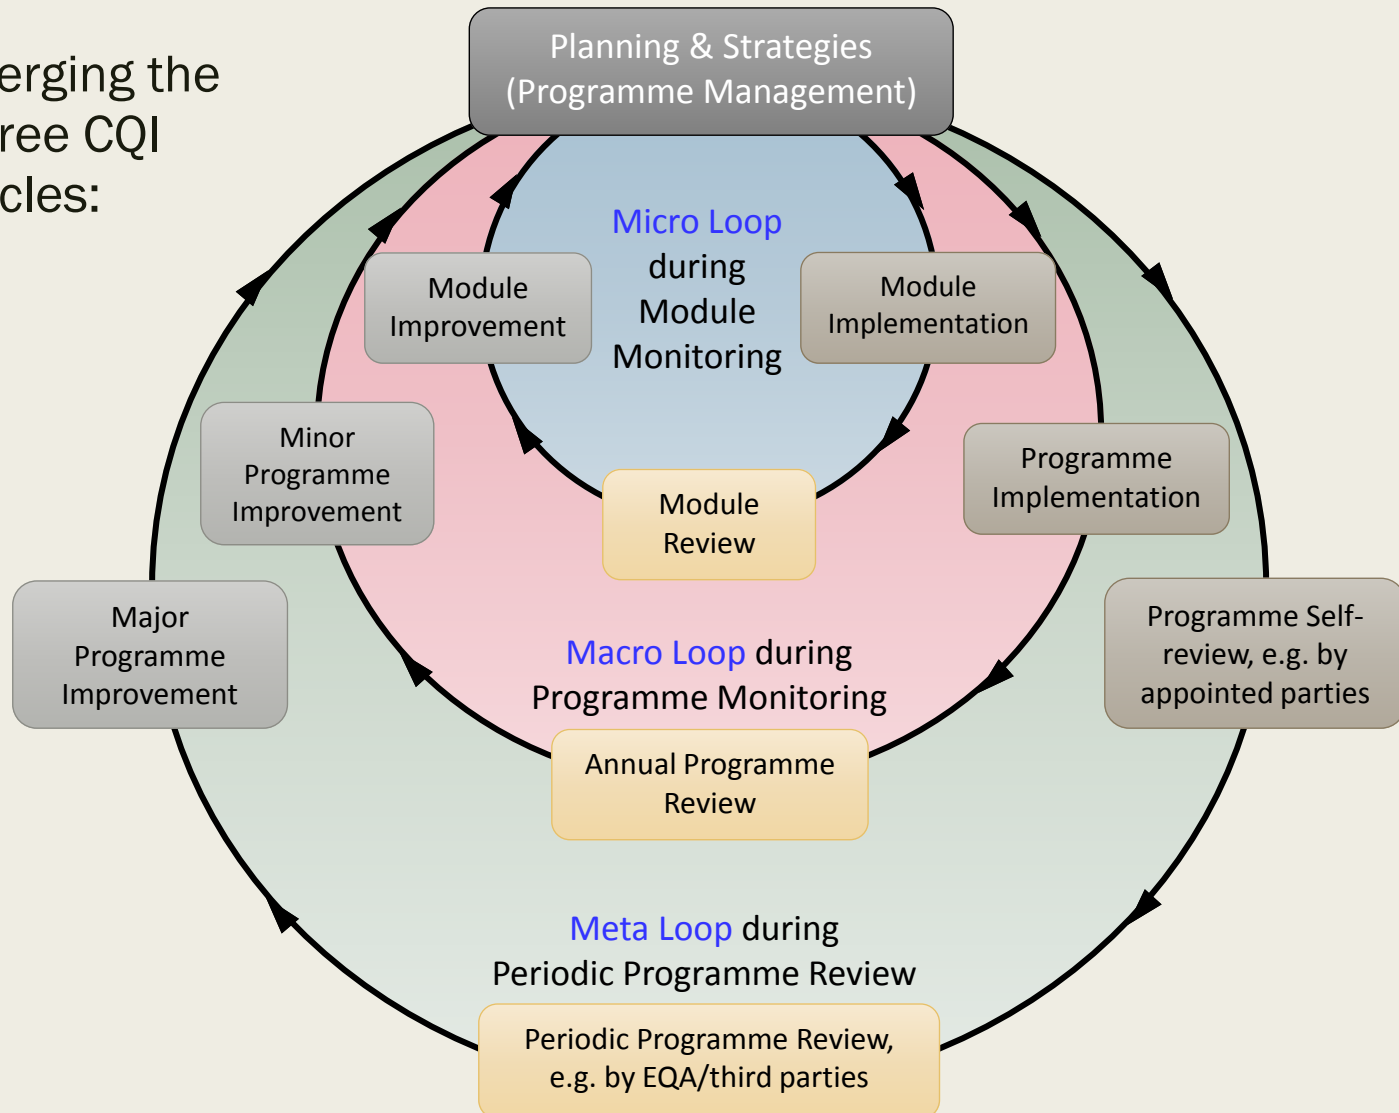 erging the
ree CQI
cles:
Planning & Strategies
(Programme Management)
Micro Loop
during
Module
Monitoring
Module
Improvement
Module
Implementation
Minor
Programme
Improvement
Programme
Implementation
Module
Review
Major
Programme
Improvement
Programme Self-
review, e.g. by
appointed parties
Macro Loop during
Programme Monitoring
Annual Programme
Review
Meta Loop during
Periodic Programme Review
Periodic Programme Review,
e.g. by EQA/third parties